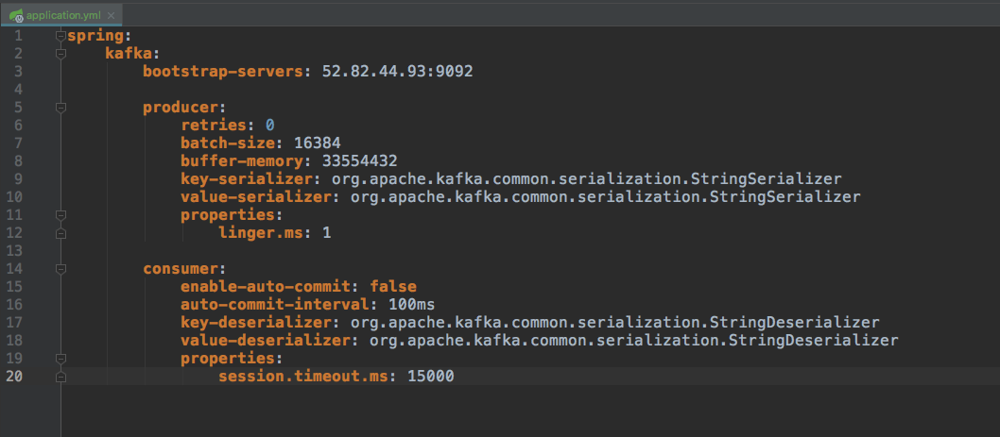 application.yml
1 spring:
2     kafka:
3         bootstrap-servers: 52.82.44.93:9092
4
5         producer:
6             retries: 0
7             batch-size: 16384
8             buffer-memory: 33554432
9             key-serializer: org.apache.kafka.common.serialization.StringSerializer
10             value-serializer: org.apache.kafka.common.serialization.StringSerializer
11             properties:
12                 linger.ms: 1
13
14         consumer:
15             enable-auto-commit: false
16             auto-commit-interval: 100ms
17             key-deserializer: org.apache.kafka.common.serialization.StringDeserializer
18             value-deserializer: org.apache.kafka.common.serialization.StringDeserializer
19             properties:
20                 session.timeout.ms: 15000